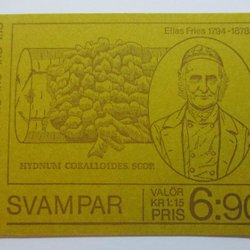 Elias Fries 1794-1878
HYDNUM CORALLOIDES. SCOP.
SVAMPAR
VALÖR
KR 1:15
PRIS
6:90